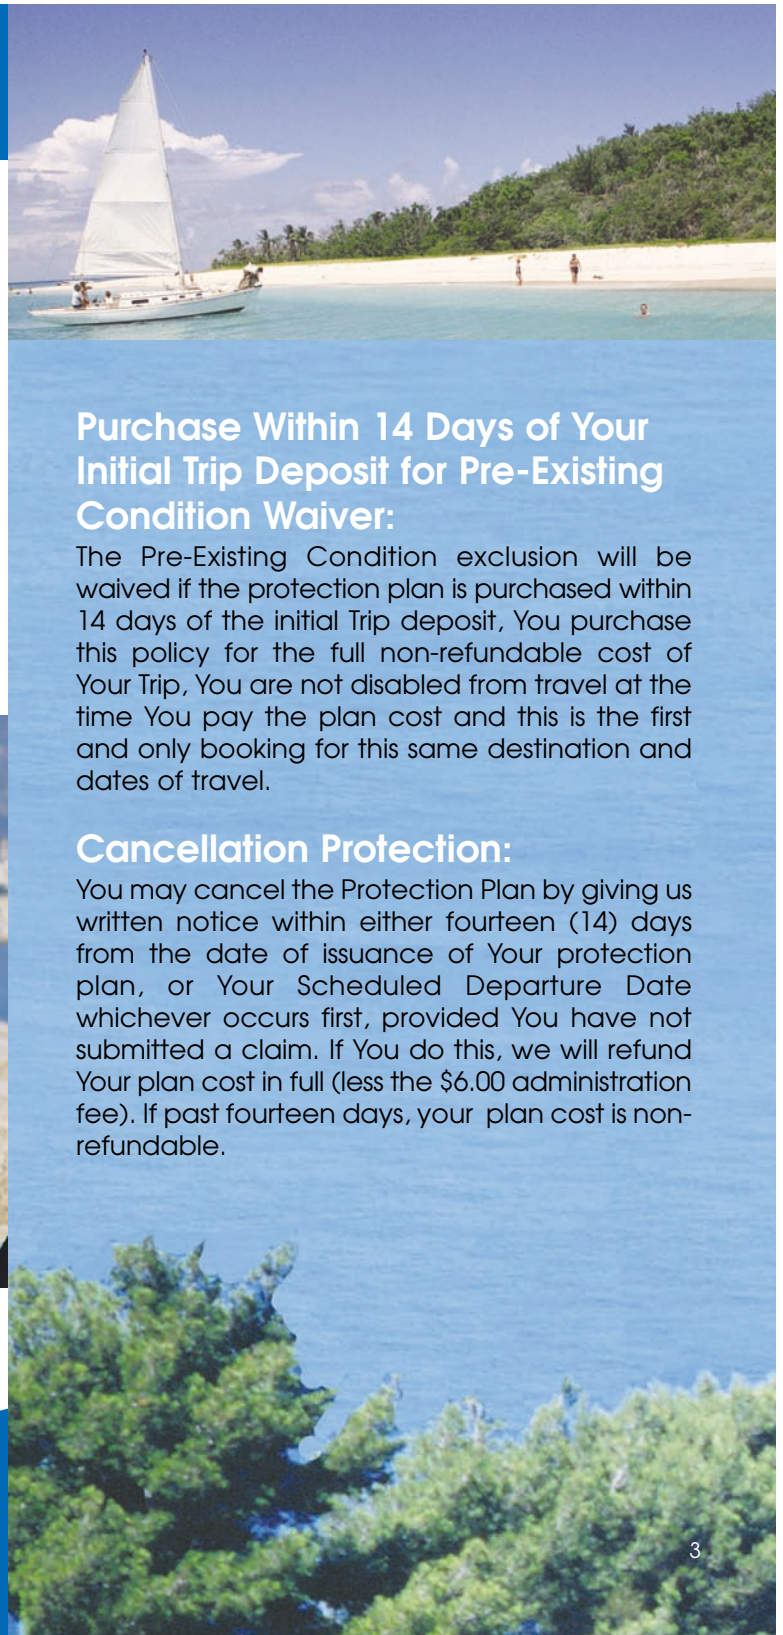 Purchase Within 14 Days of Your
Initial Trip Deposit for Pre-Existing
Condition Waiver:
The Pre-Existing Condition exclusion will be
waived if the protection plan is purchased within
14 days of the initial Trip deposit, You purchase
this policy for the full non-refundable cost of
Your Trip, You are not disabled from travel at the
time You pay the plan cost and this is the first
and only booking for this same destination and
dates of travel.
Cancellation Protection:
You may cancel the Protection Plan by giving us
written notice within either fourteen (14) days
from the date of issuance of Your protection
plan, or Your Scheduled Departure Date
whichever occurs first, provided You have not
submitted a claim. If You do this, we will refund
Your plan cost in full (less the $6.00 administration
fee). If past fourteen days, your  plan cost is non-
refundable.
3